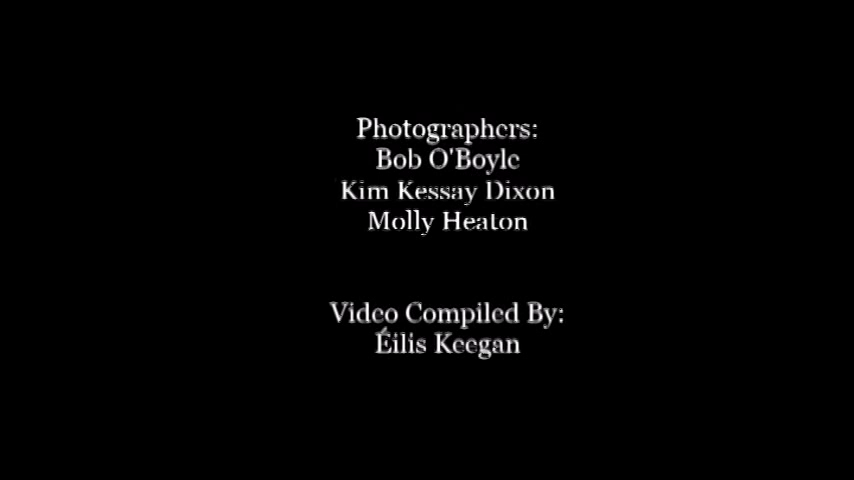 Photographers:
Bob O'Boyle
Kim Kessay Dixon
Molly Heaton
Video Compiled By:
Éilis Keegan